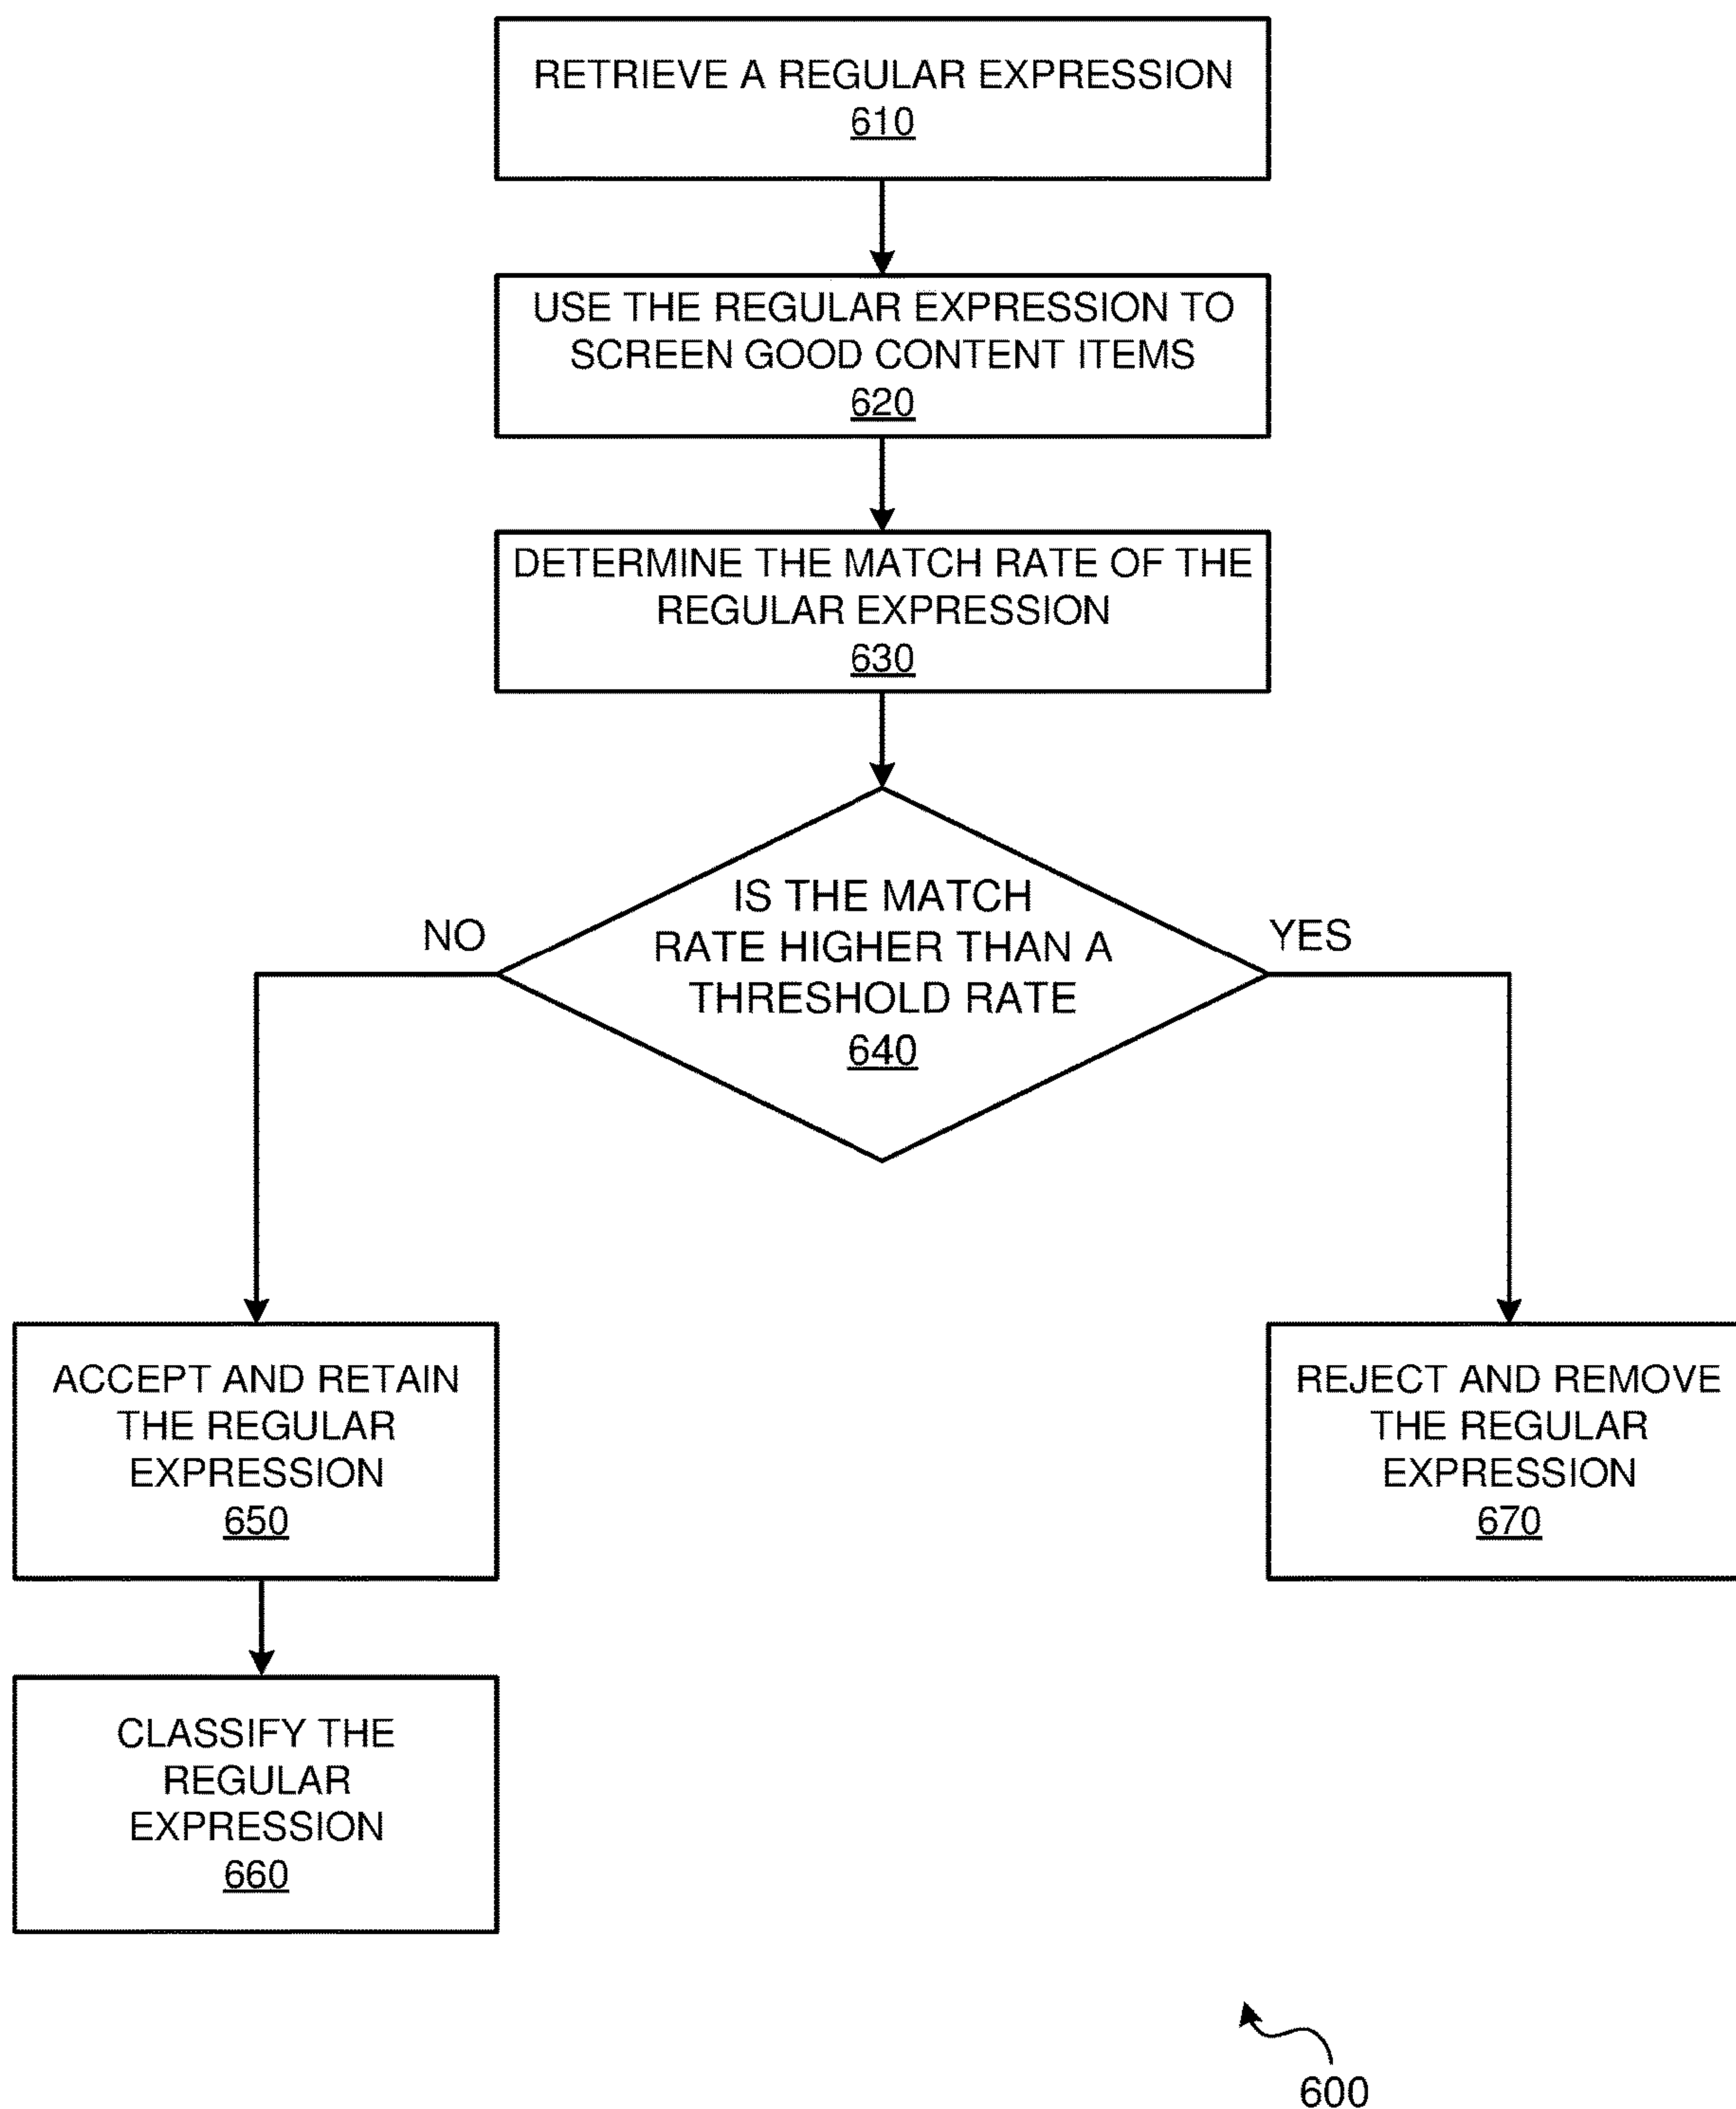 RETRIEVE A REGULAR EXPRESSION
610
USE THE REGULAR EXPRESSION TO
SCREEN GOOD CONTENT ITEMS
620
DETERMINE THE MATCH RATE OF THE
REGULAR EXPRESSION
630
IS THE MATCH
RATE HIGHER THAN A
THRESHOLD RATE
640
NO
YES
ACCEPT AND RETAIN
THE REGULAR
EXPRESSION
650
REJECT AND REMOVE
THE REGULAR
EXPRESSION
670
CLASSIFY THE
REGULAR
EXPRESSION
660
600